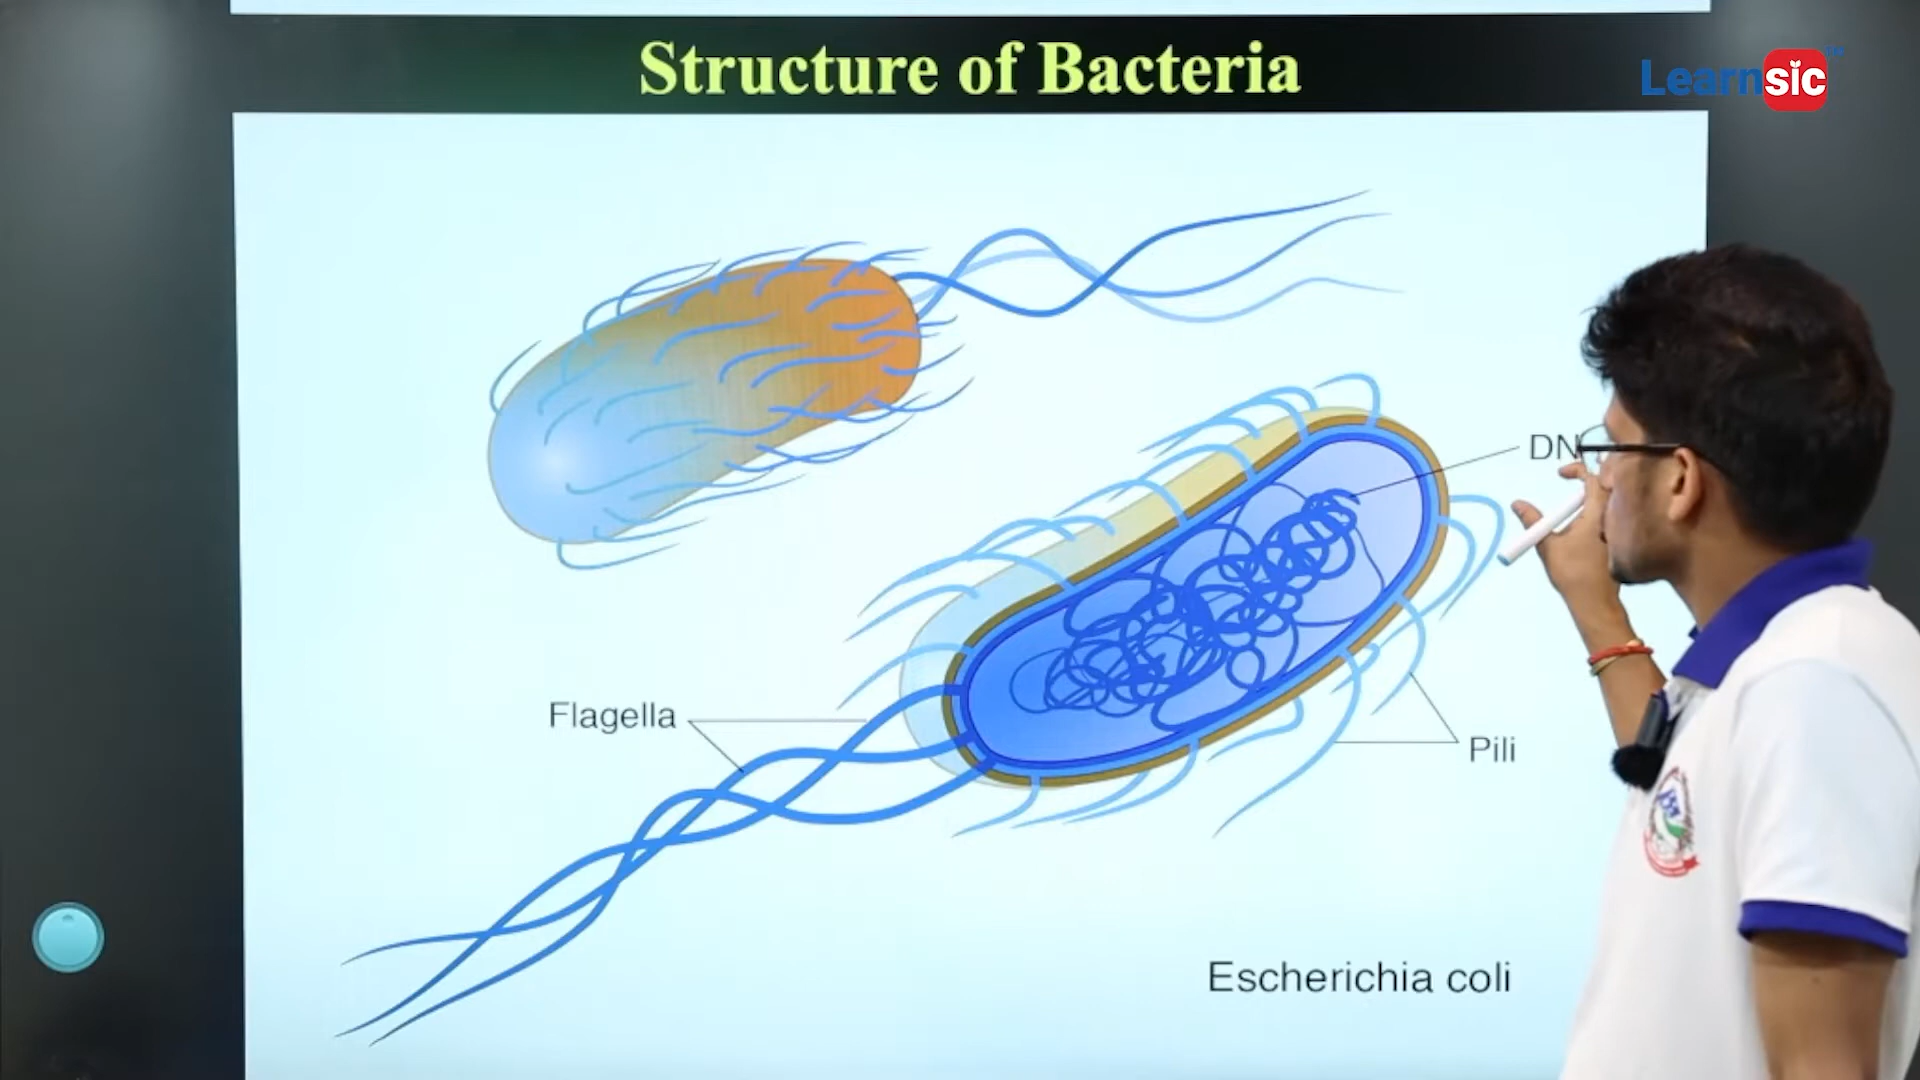 Structure of Bacteria
Learnsic
DN
Flagella
Pili
Escherichia coli